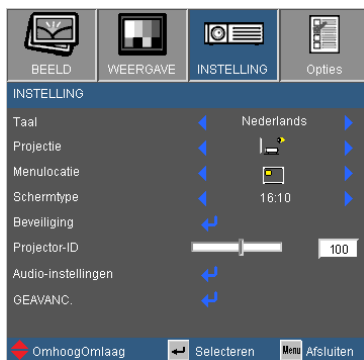 BEELD WEERGAVE INSTELLING Opties
INSTELLING
Taal Nederlands
Projectie
Menulocatie
Schermtype 16:10
Beveiliging
Projector-ID 100
Audio-instellingen
GEAVANC.
OmhoogOmlaag Selecteren Menu Afsluiten